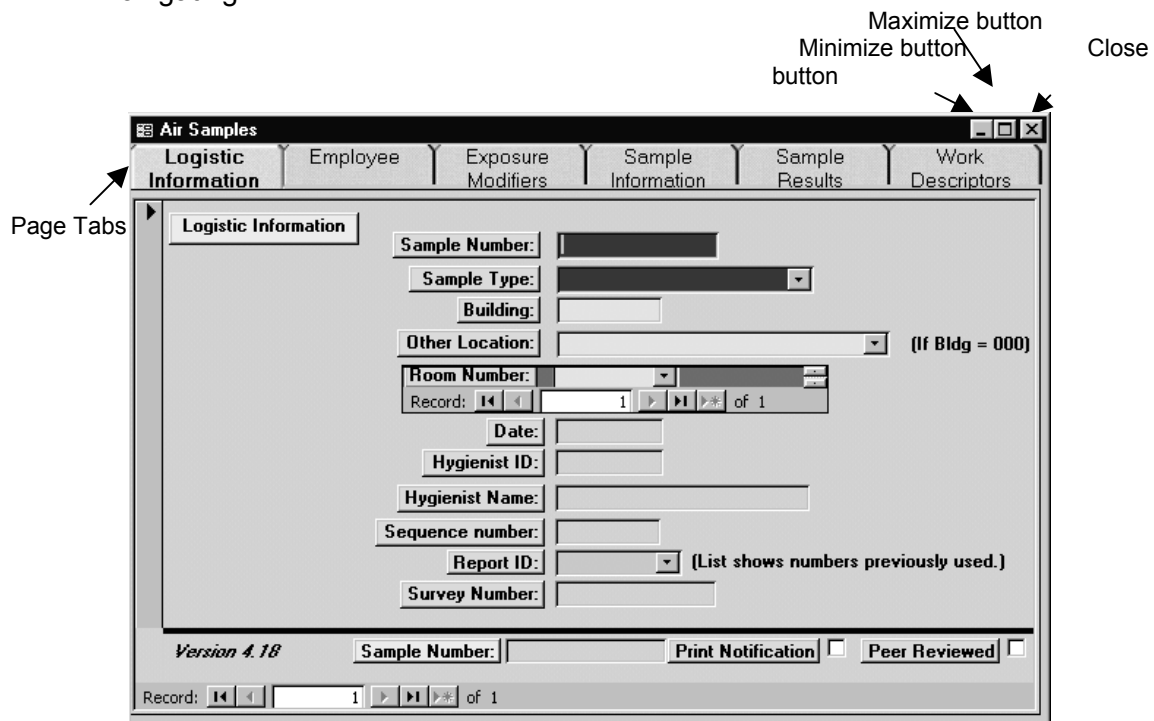 Maximize button
Minimize button Close
button
Air Samples
Logistic Information Employee Exposure Modifiers Sample Information Sample Results Work Descriptors
Page Tabs
Logistic Information
Sample Number:
Sample Type:
Building:
Other Location: (If Bldg = 000)
Room Number:
Record: 1 of 1
Date:
Hygienist ID:
Hygienist Name:
Sequence number:
Report ID: (List shows numbers previously used.)
Survey Number:
Version 4.18 Sample Number: Print Notification Peer Reviewed
Record: 1 of 1